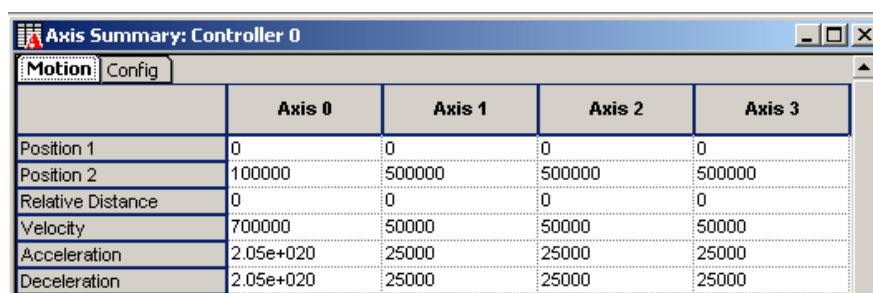 Axis Summary: Controller 0
Motion Config
Axis 0 Axis 1 Axis 2 Axis 3
Position 1 0 0 0 0
Position 2 100000 500000 500000 500000
Relative Distance 0 0 0 0
Velocity 700000 50000 50000 50000
Acceleration 2.05e+020 25000 25000 25000
Deceleration 2.05e+020 25000 25000 25000